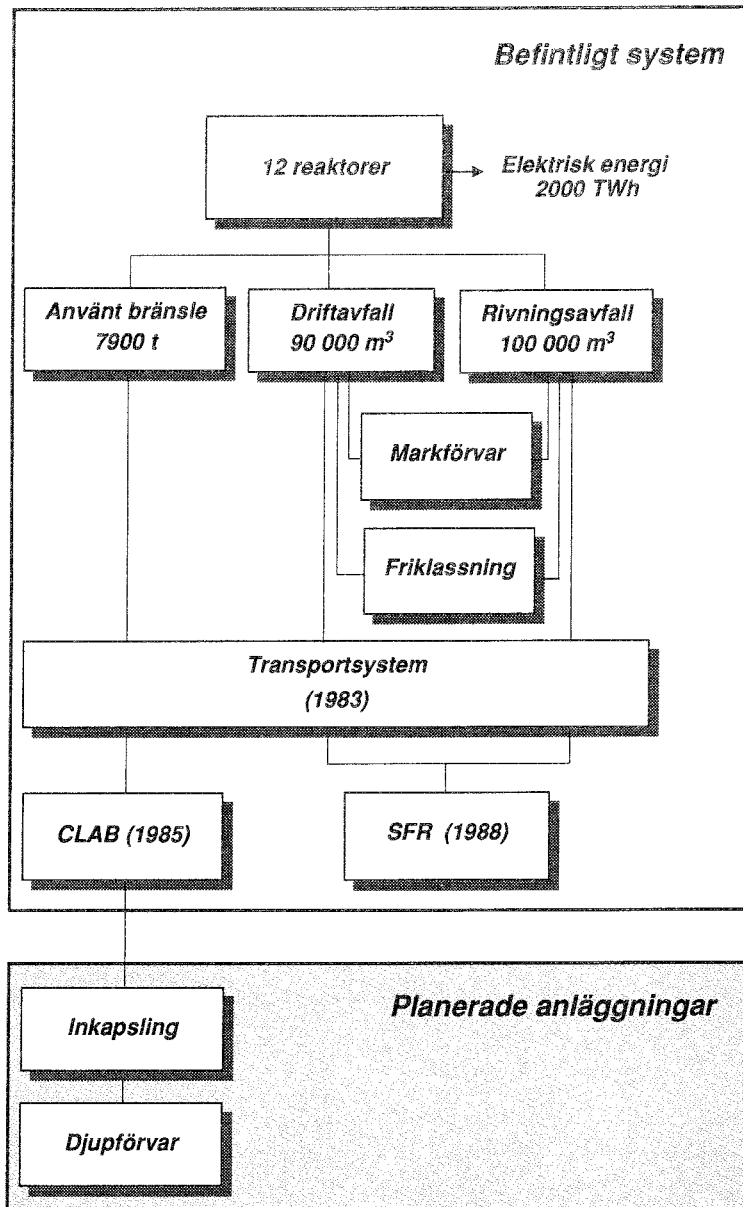 Befintligt system
12 reaktorer
Elektrisk energi
2000 TWh
Använt bränsle
7900 t
Driftavfall
90 000 m³
Rivningsavfall
100 000 m³
Markförvar
Friklassning
Transportsystem
(1983)
CLAB (1985)
SFR (1988)
Planerade anläggningar
Inkapsling
Djupförvar